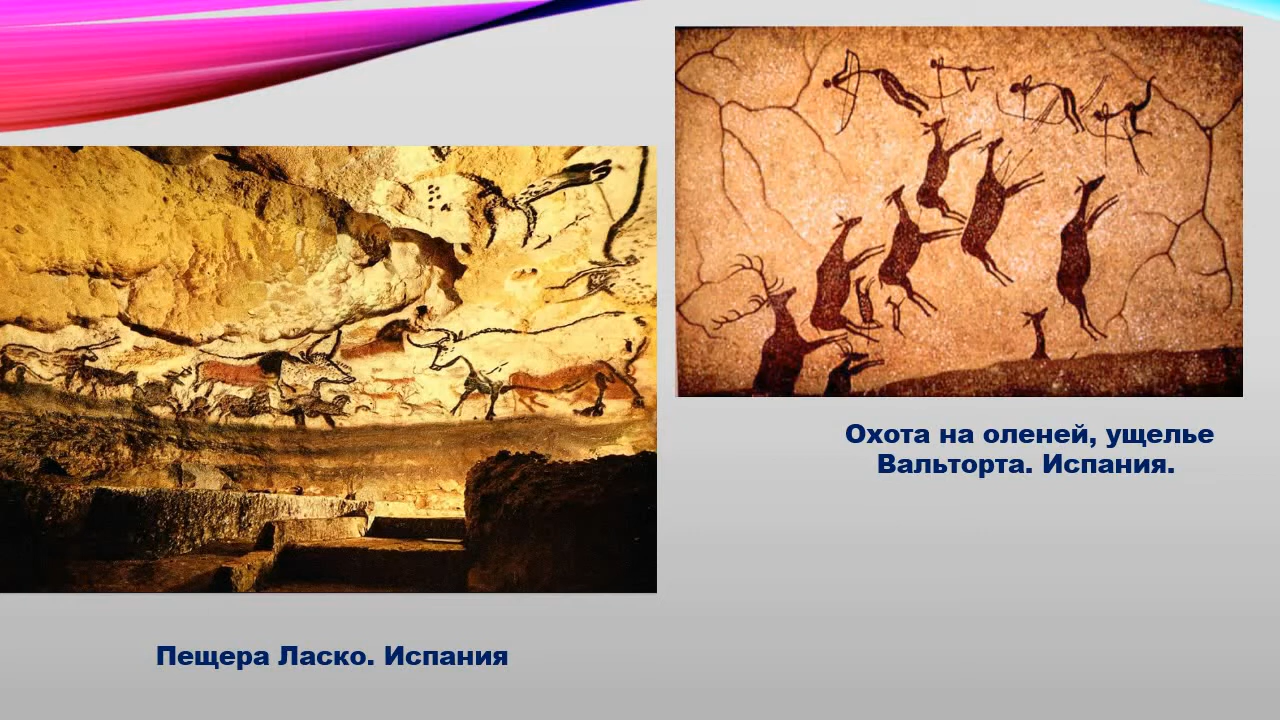 Охота на оленей, ущелье
Вальторта. Испания.
Пещера Ласко. Испания